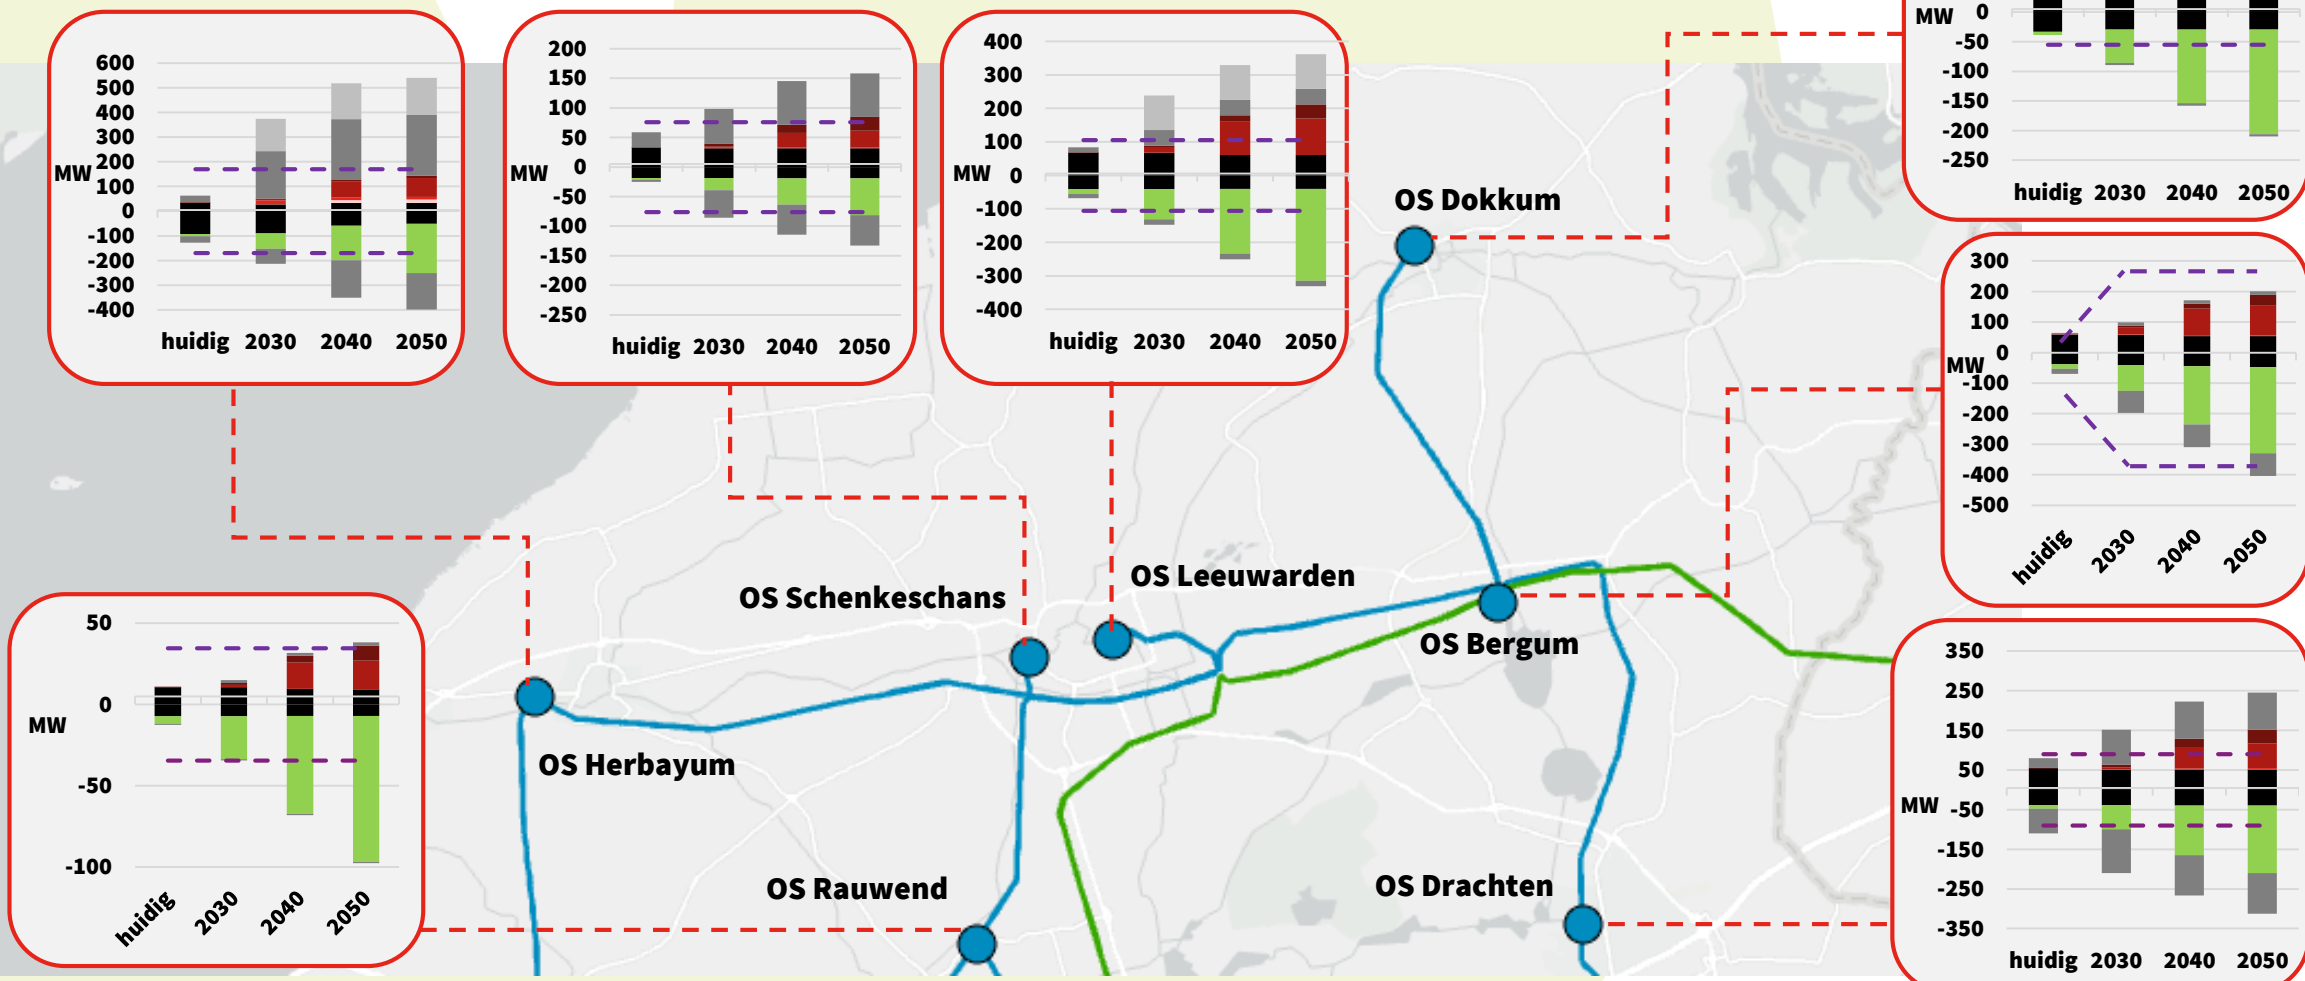 600
500
400
300
200
100
0
-100
-200
-300
-400
MW
huidig 2030 2040 2050
200
150
100
50
0
-50
-100
-150
-200
-250
MW
huidig 2030 2040 2050
400
300
200
100
0
-100
-200
-300
-400
MW
huidig 2030 2040 2050
MW
0
-50
-100
-150
-200
-250
huidig 2030 2040 2050
OS Dokkum
300
200
100
0
-100
-200
-300
-400
-500
MW
huidig 2030 2040 2050
OS Leeuwarden
OS Schenkeschans
OS Bergum
OS Herbayum
50
0
-50
-100
MW
huidig 2030 2040 2050
OS Rauwend
OS Drachten
350
250
150
50
-50
-150
-250
-350
MW
huidig 2030 2040 2050